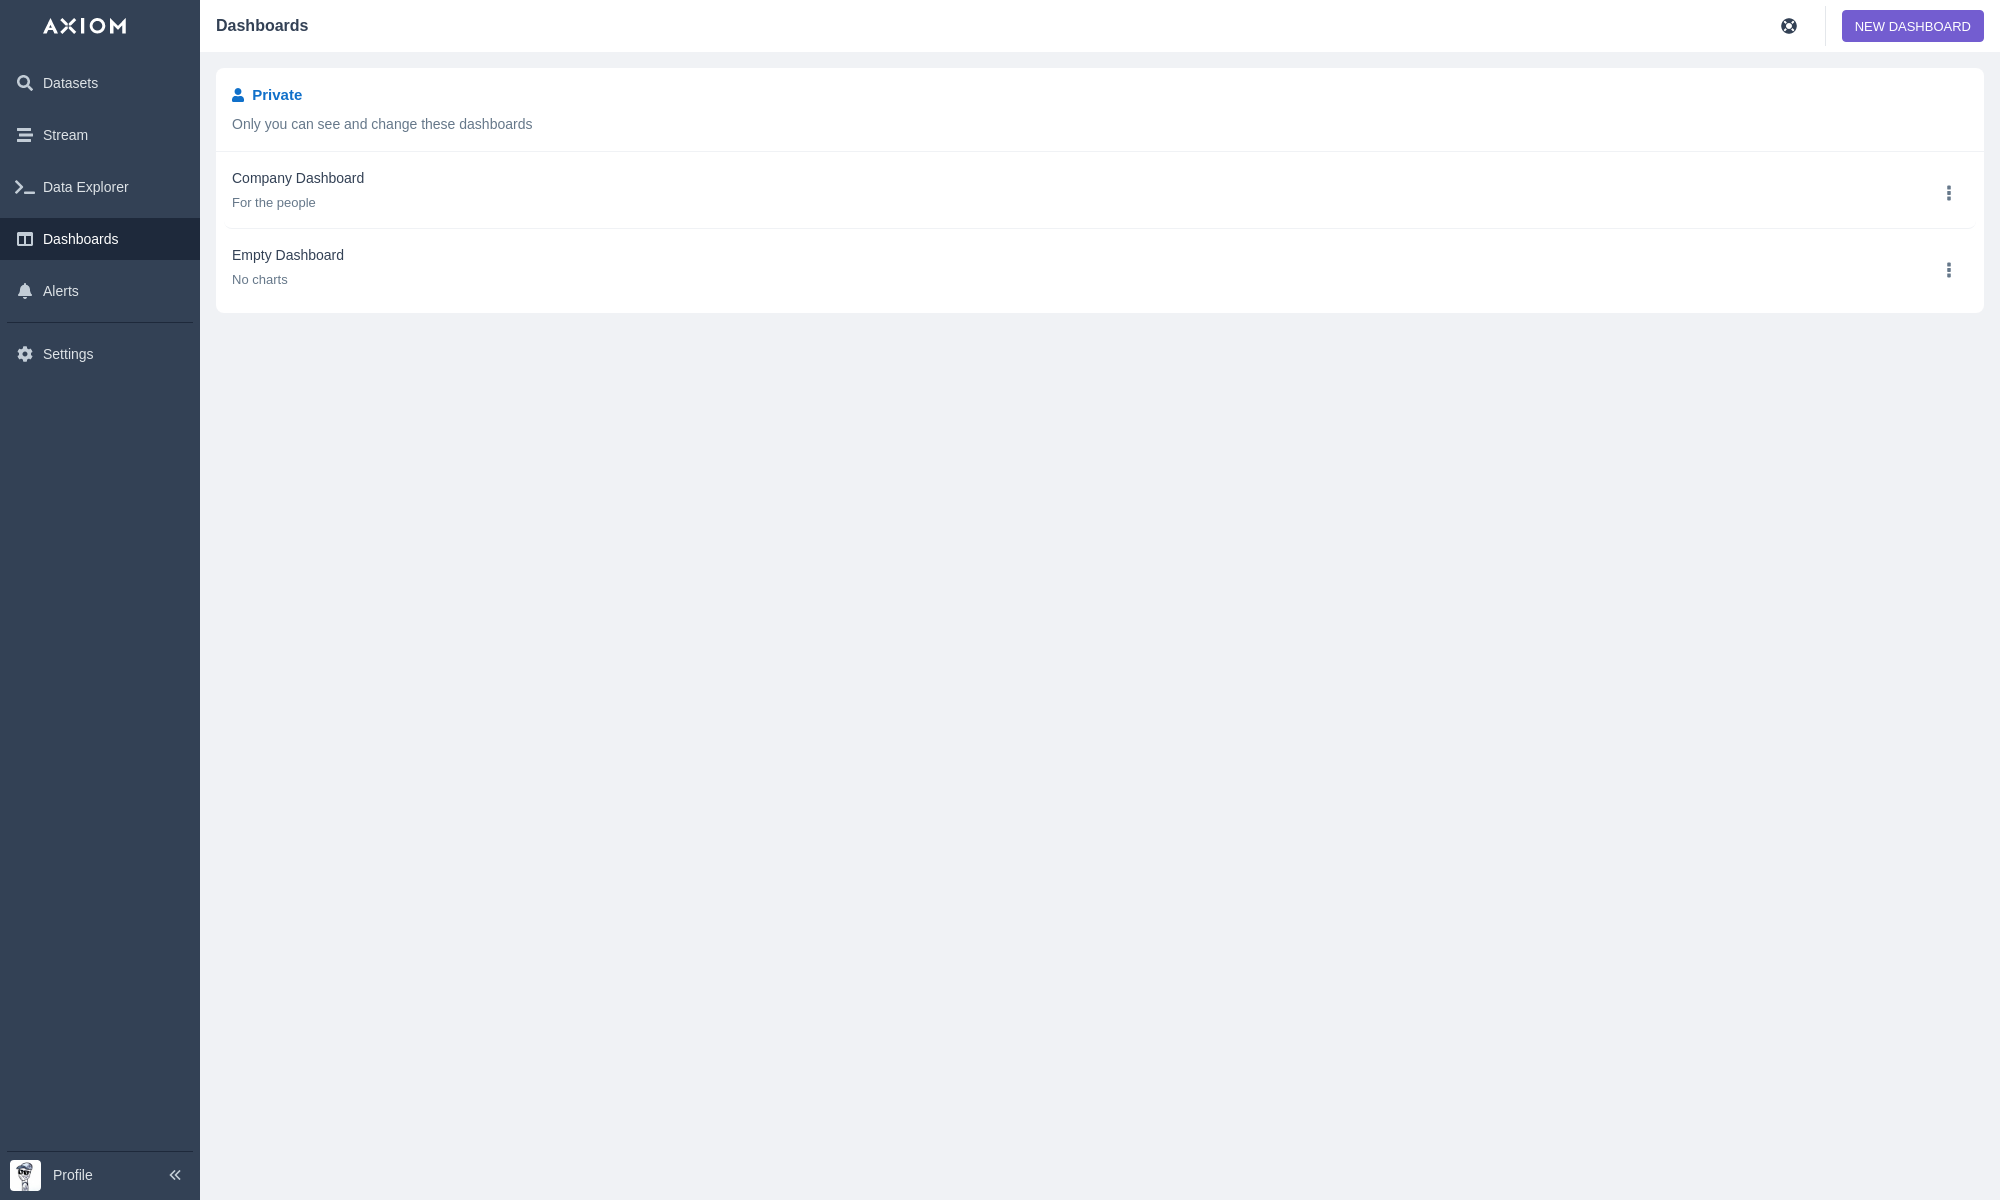 AXIOM
Datasets
Stream
Data Explorer
Dashboards
Alerts
Settings
Profile
Dashboards
NEW DASHBOARD
Private
Only you can see and change these dashboards
Company Dashboard
For the people
Empty Dashboard
No charts